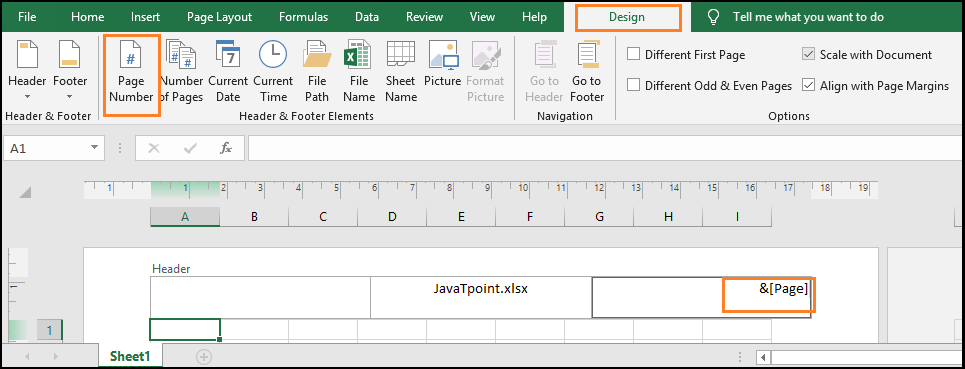 File Home Insert Page Layout Formulas Data Review View Help Design Tell me what you want to do
Header Footer Page Number Number of Pages Current Date Current Time File Path File Name Sheet Name Picture Format Picture Go to Header Go to Footer
Different First Page Scale with Document
Different Odd & Even Pages Align with Page Margins
Header & Footer Header & Footer Elements Navigation Options
A1 fx
1 1 2 3 4 5 6 7 8 9 10 11 12 13 14 15 16 17 18 19
A B C D E F G H I
Header
JavaTpoint.xlsx &[Page]
1
1
Sheet1